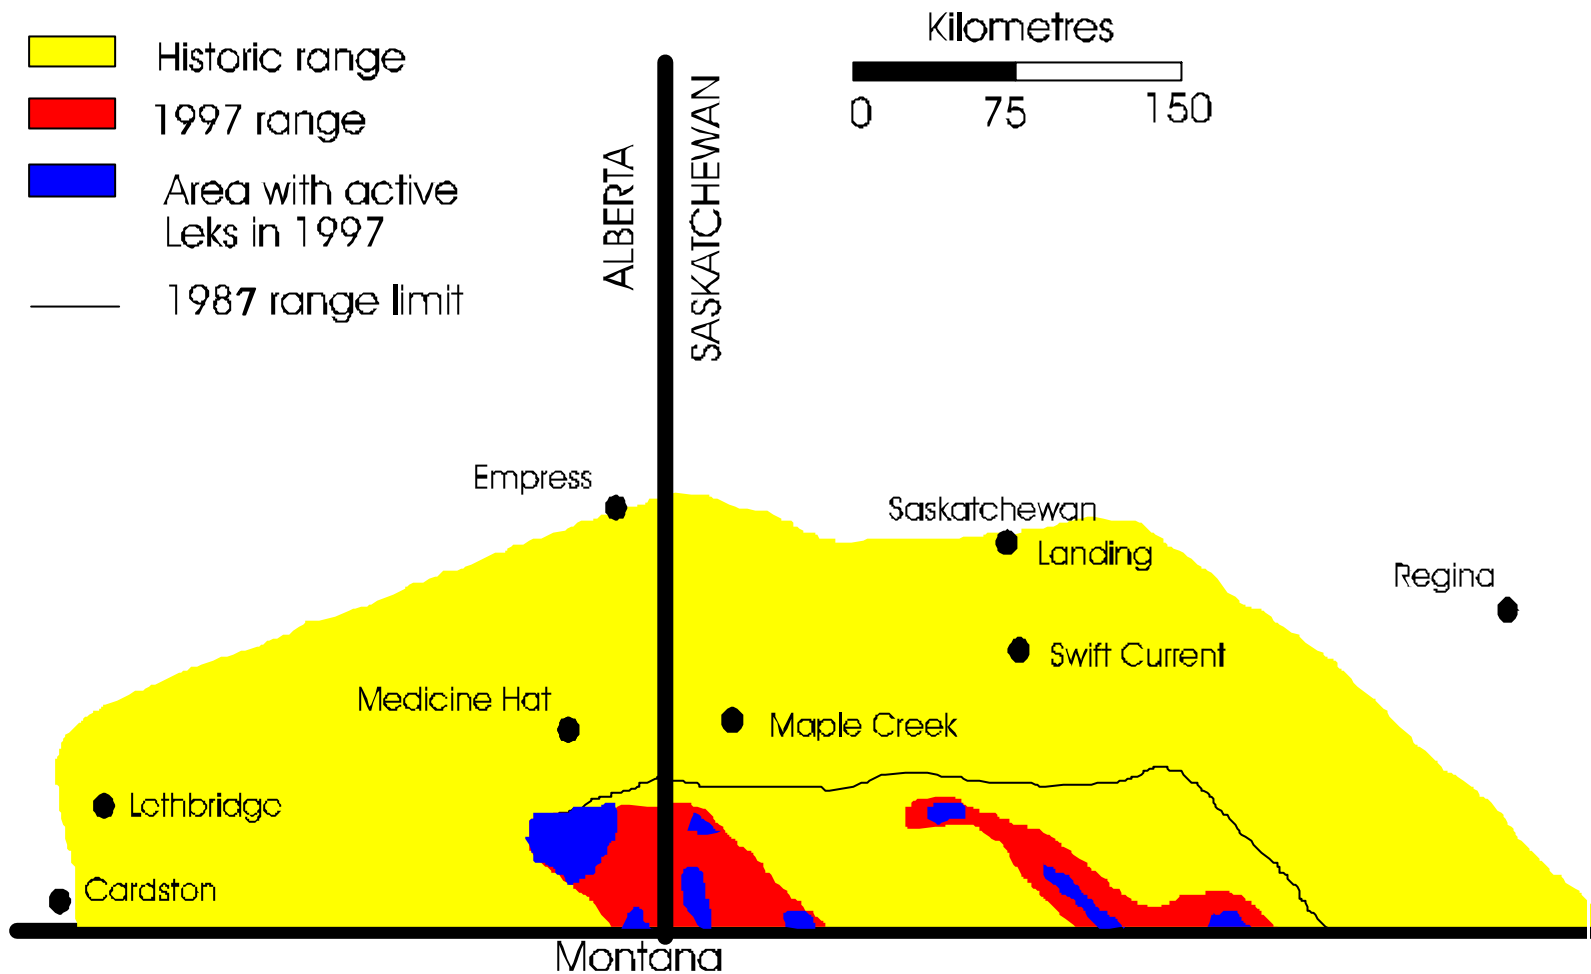 Historic range
1997 range
Area with active
Leks in 1997
1987 range limit
Kilometres
0 75 150
ALBERTA
SASKATCHEWAN
Empress
Saskatchewan
Landing
Regina
Swift Current
Medicine Hat
Maple Creek
Lethbridge
Cardston
Montana